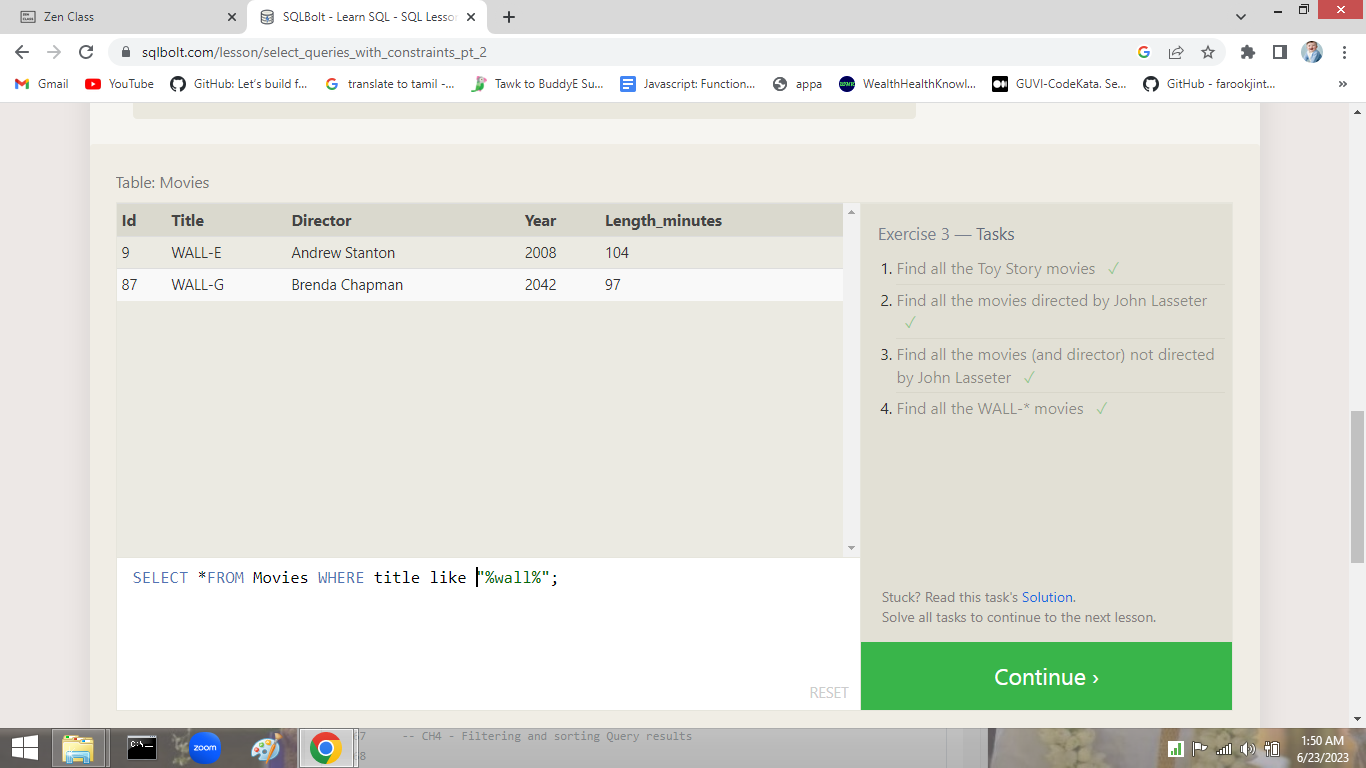 Zen Class
SQLBolt - Learn SQL - SQL Lesson
sqlbolt.com/lesson/select_queries_with_constraints_pt_2
Gmail
YouTube
GitHub: Let's build f...
translate to tamil -...
Tawk to BuddyE Su...
Javascript: Function...
appa
WealthHealthKnowl...
GUVI-CodeKata. Se...
GitHub - farookjint...
»
Table: Movies
Id Title Director Year Length_minutes
9 WALL-E Andrew Stanton 2008 104
87 WALL-G Brenda Chapman 2042 97
SELECT *FROM Movies WHERE title like "%wall%";
RESET
Exercise 3 — Tasks
1. Find all the Toy Story movies ✓
2. Find all the movies directed by John Lasseter
✓
3. Find all the movies (and director) not directed
by John Lasseter ✓
4. Find all the WALL-* movies ✓
Stuck? Read this task's Solution.
Solve all tasks to continue to the next lesson.
Continue ›
zoom
-- CH4 - Filtering and sorting Query results
1:50 AM
6/23/2023